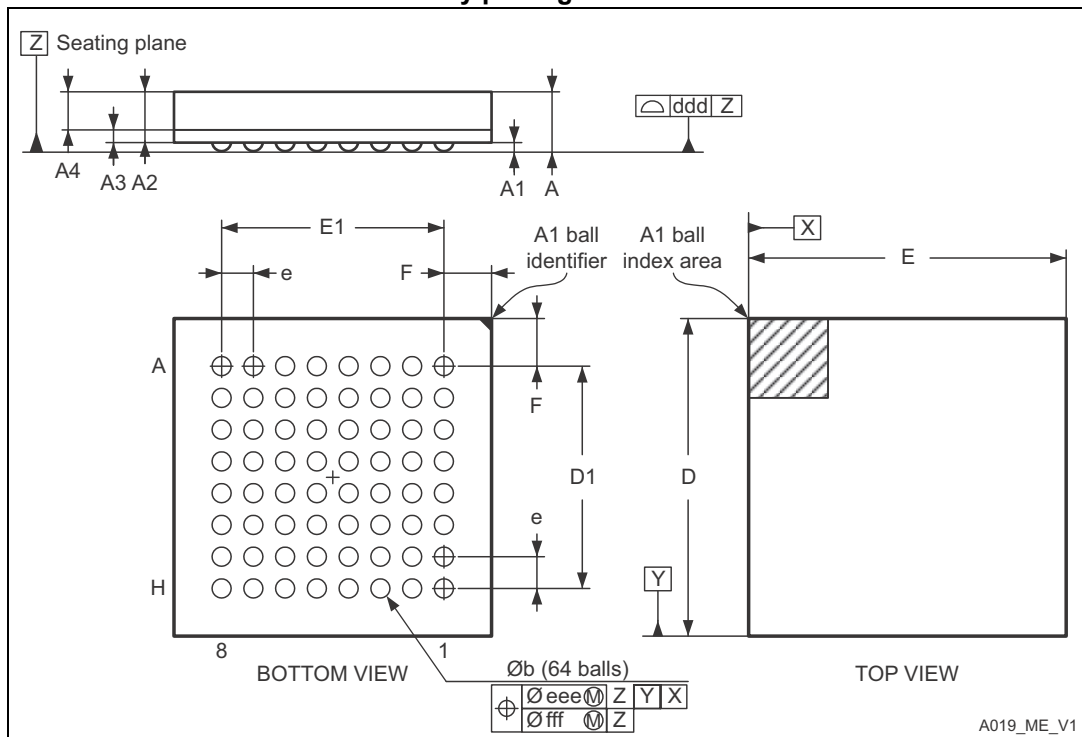 Z Seating plane
ddd Z
A4
A3 A2
A1
A
E1
e
F
A1 ball
identifier
A1 ball
index area
X
E
A
F
D1
D
e
H
Y
8
1
BOTTOM VIEW
Øb (64 balls)
Ø eee Ⓜ Z Y X
Ø fff Ⓜ Z
TOP VIEW
A019_ME_V1